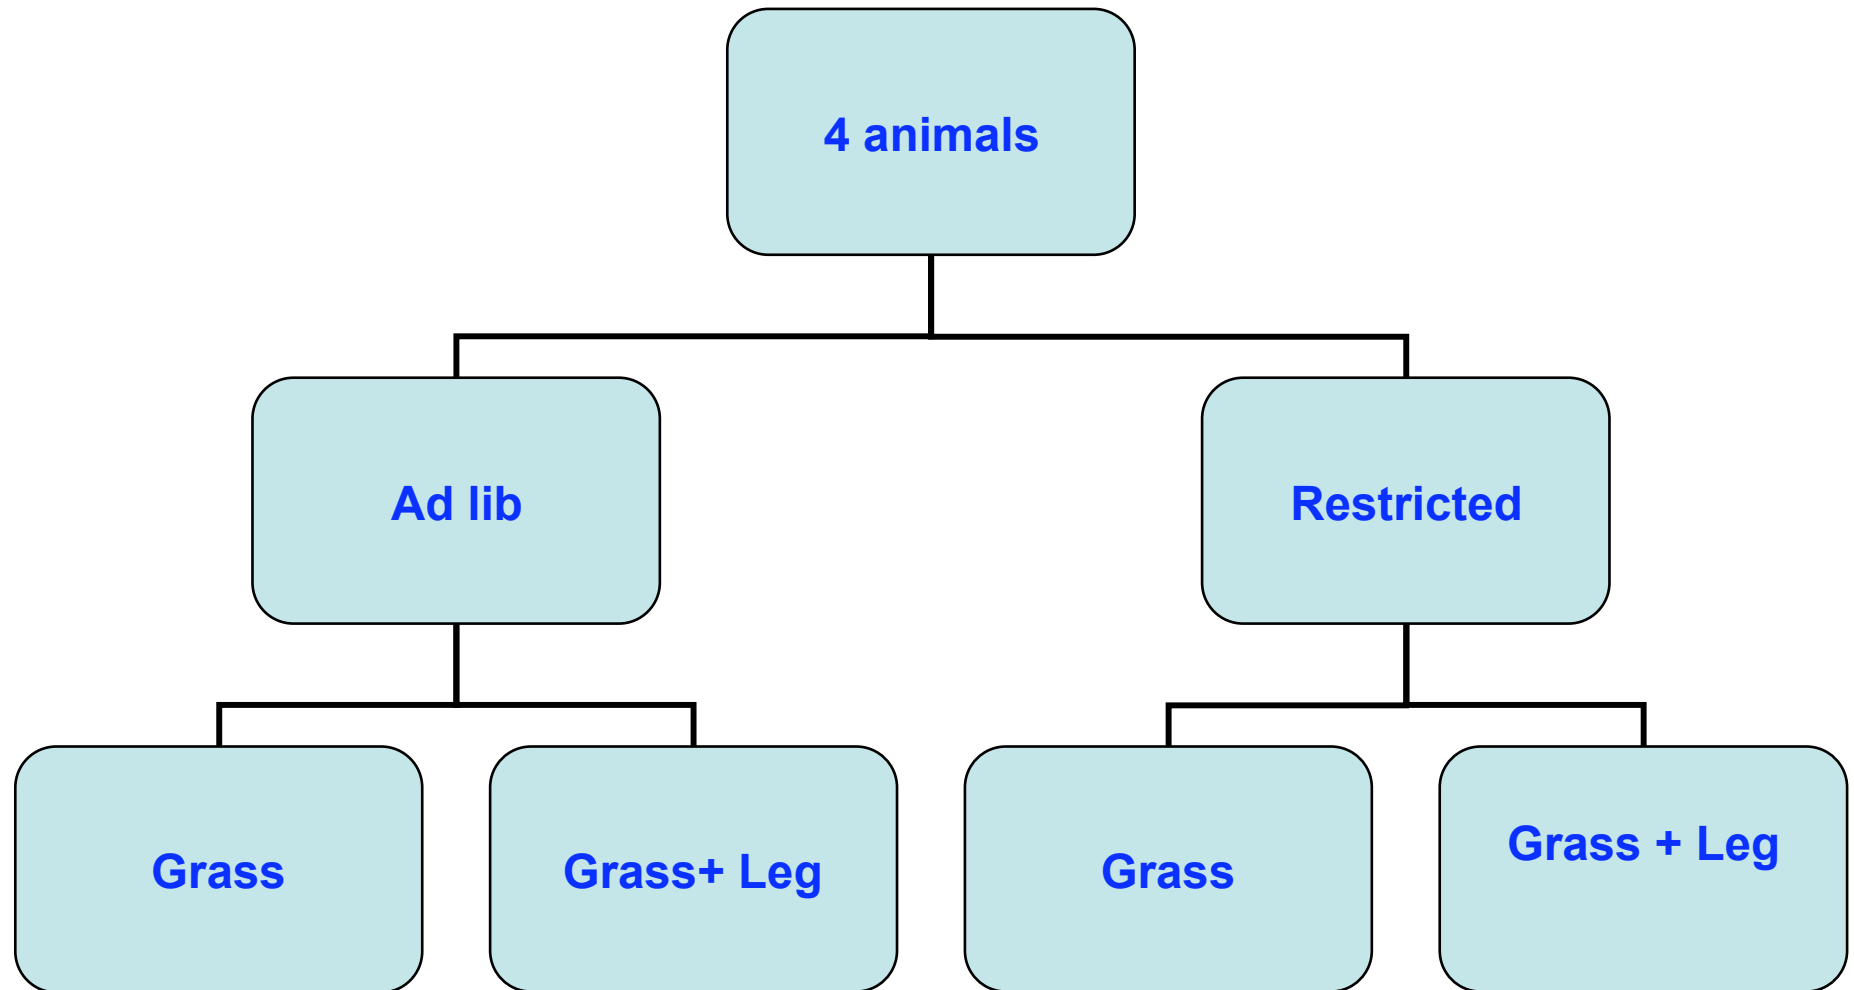 4 animals
Ad lib
Restricted
Grass
Grass+ Leg
Grass
Grass + Leg